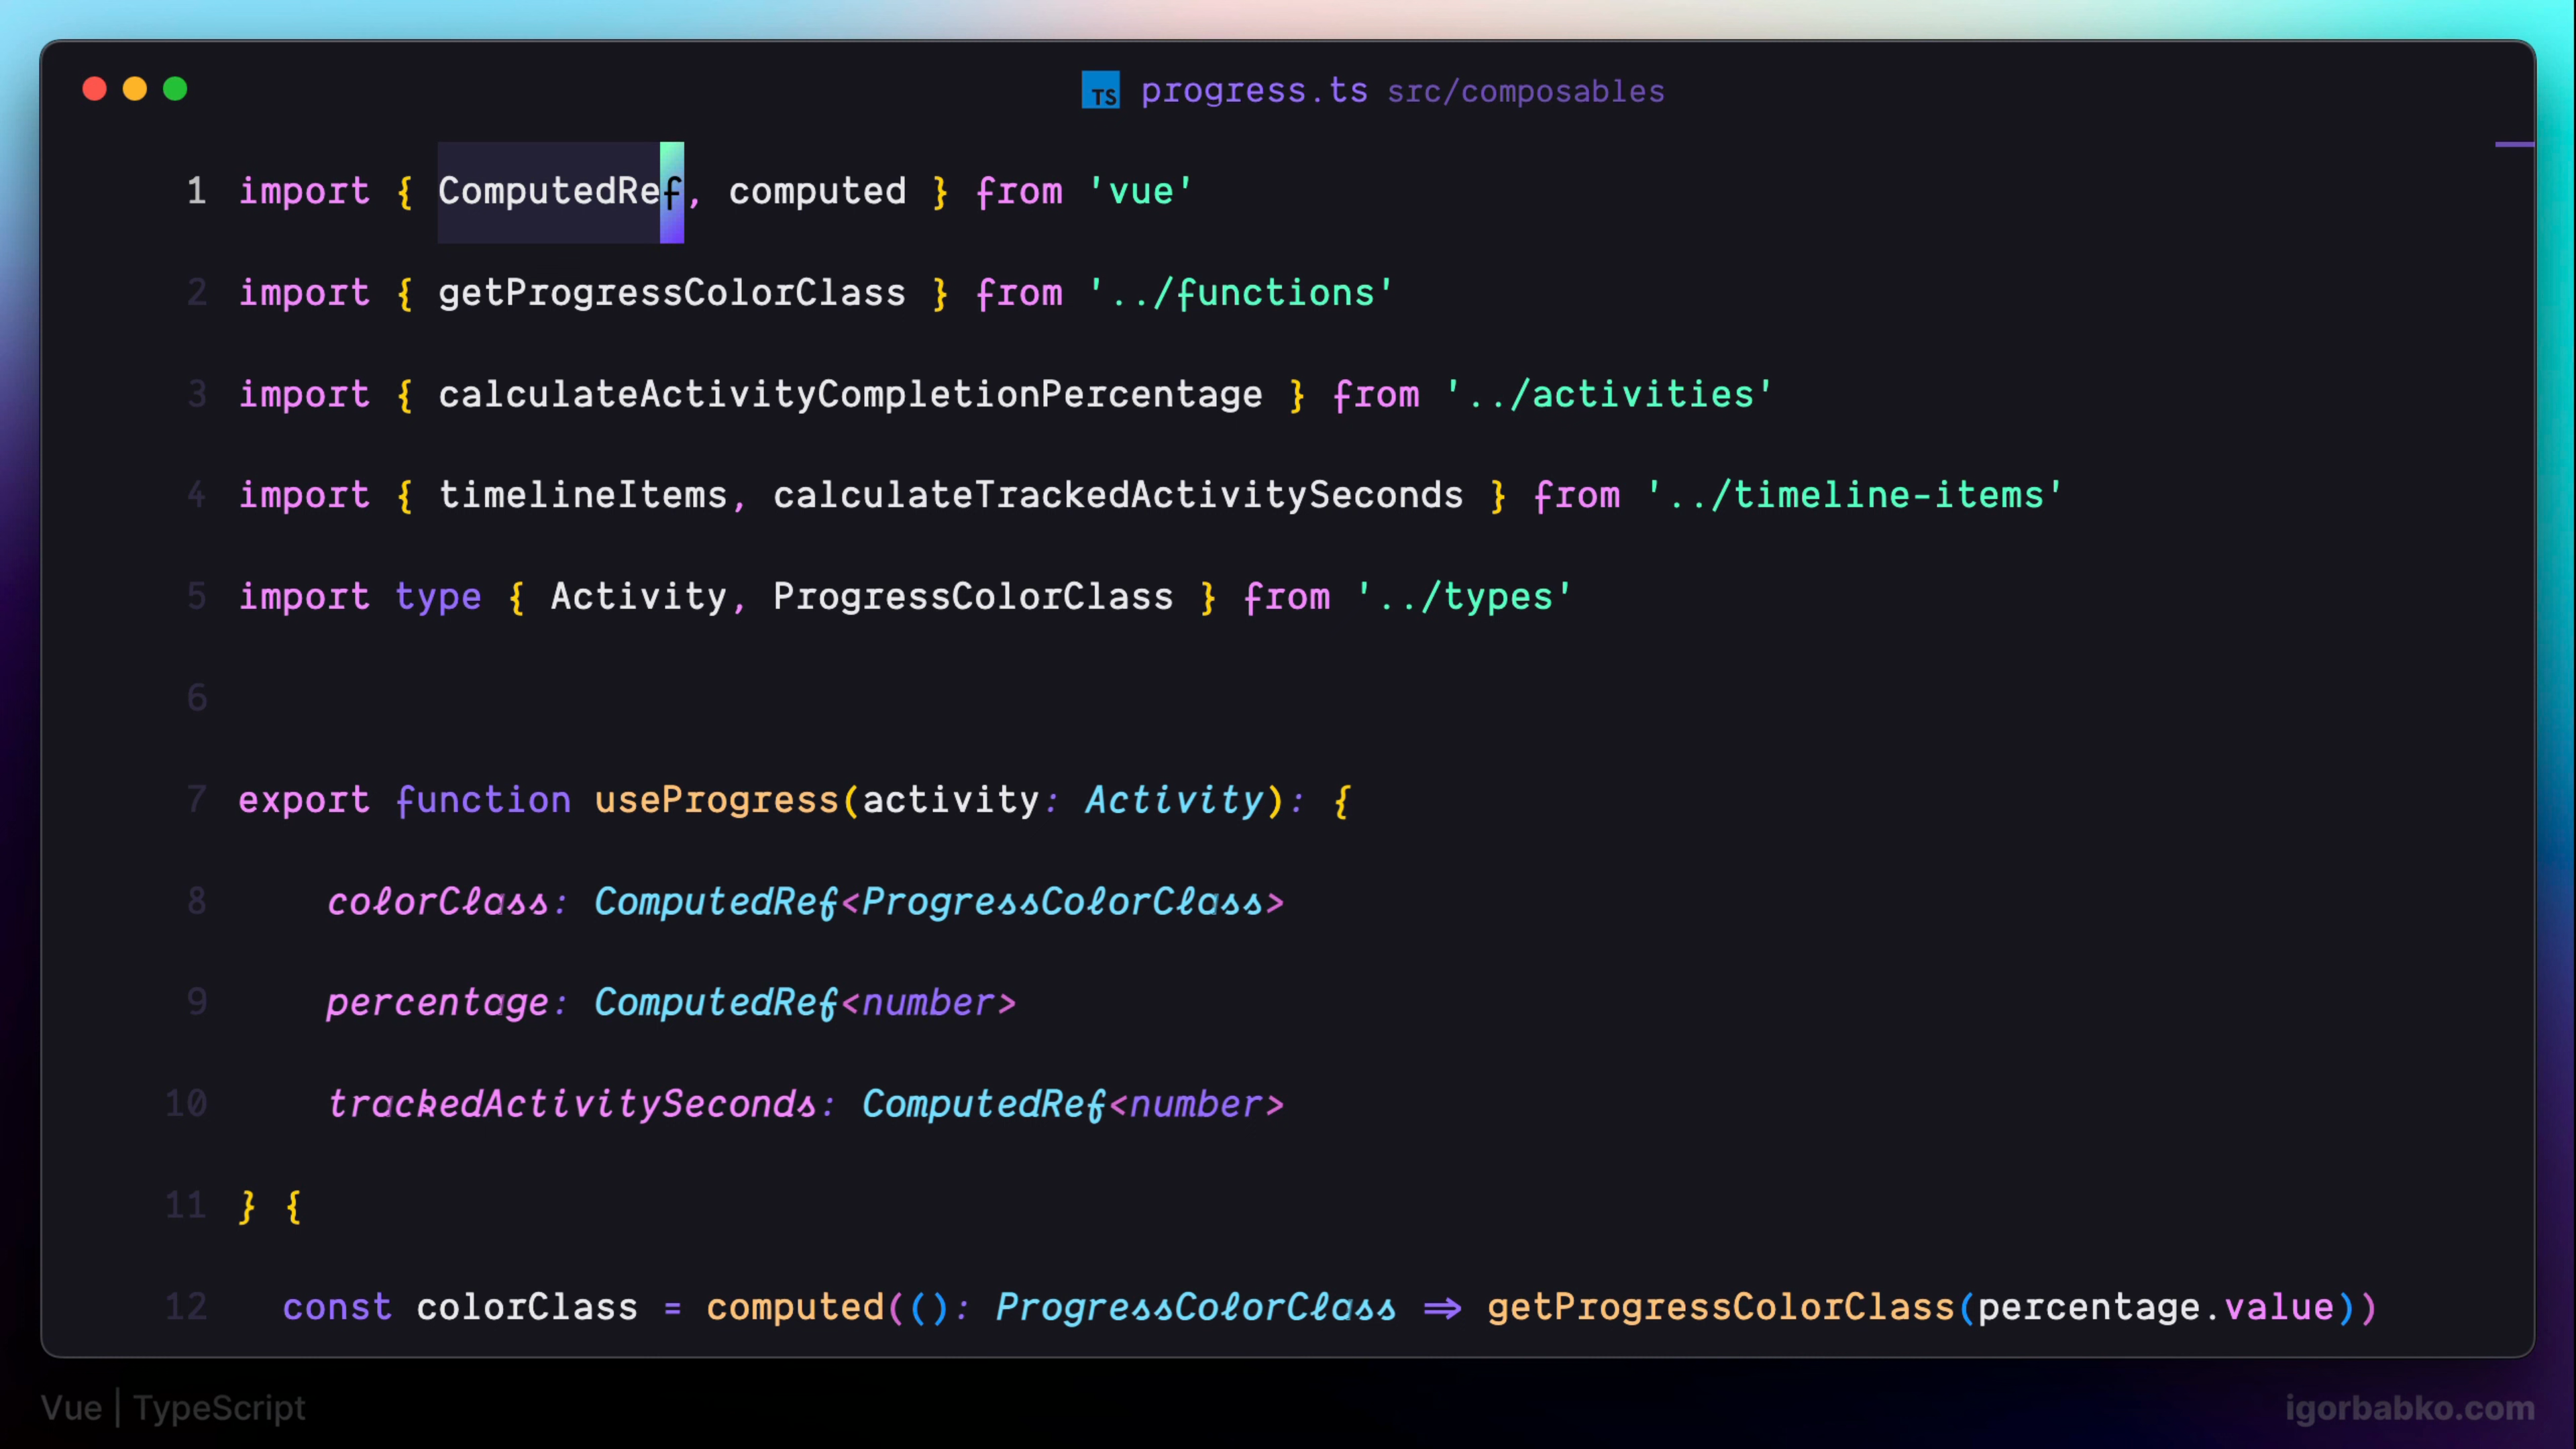 progress.ts src/composables
1 import { ComputedRef, computed } from 'vue'
2 import { getProgressColorClass } from '../functions'
3 import { calculateActivityCompletionPercentage } from '../activities'
4 import { timelineItems, calculateTrackedActivitySeconds } from '../timeline-items'
5 import type { Activity, ProgressColorClass } from '../types'
6
7 export function useProgress(activity: Activity): {
8 colorClass: ComputedRef<ProgressColorClass>
9 percentage: ComputedRef<number>
10 trackedActivitySeconds: ComputedRef<number>
11 } {
12 const colorClass = computed((): ProgressColorClass => getProgressColorClass(percentage.value))
Vue | TypeScript
igorbabko.com